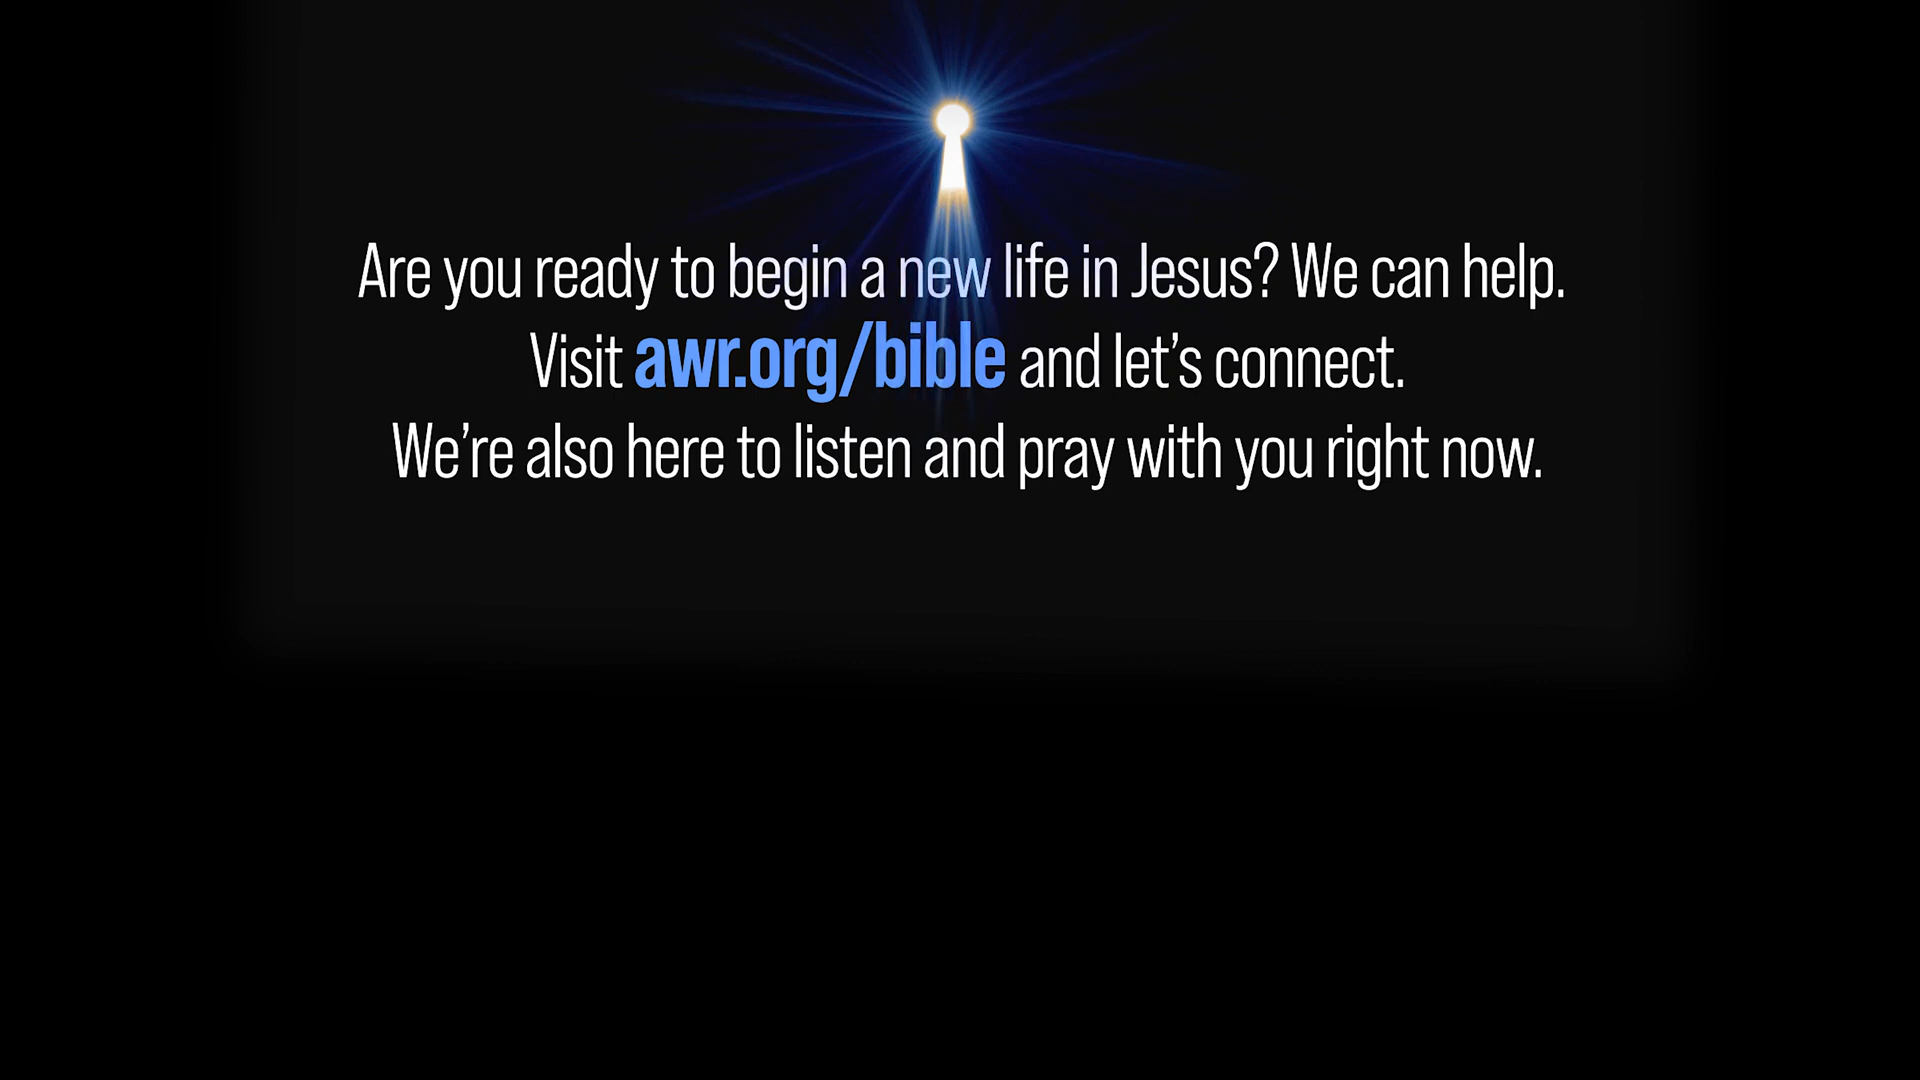 Are you ready to begin a new life in Jesus? We can help.
Visit awr.org/bible and let’s connect.
We’re also here to listen and pray with you right now.